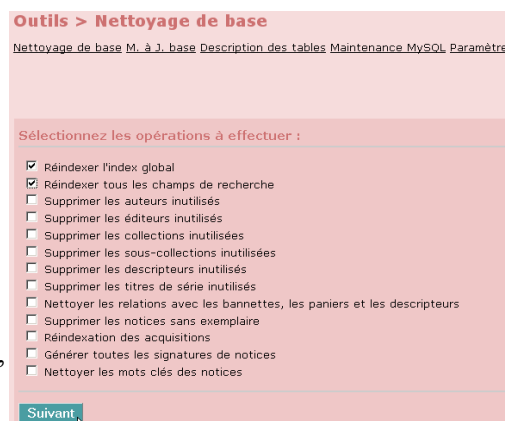 Outils > Nettoyage de base
Nettoyage de base M. à J. base Description des tables Maintenance MySQL Paramètre
Sélectionnez les opérations à effectuer :
Réindexer l'index global
Réindexer tous les champs de recherche
Supprimer les auteurs inutilisés
Supprimer les éditeurs inutilisés
Supprimer les collections inutilisées
Supprimer les sous-collections inutilisées
Supprimer les descripteurs inutilisés
Supprimer les titres de série inutilisés
Nettoyer les relations avec les bannettes, les paniers et les descripteurs
Supprimer les notices sans exemplaire
Réindexation des acquisitions
Générer toutes les signatures de notices
Nettoyer les mots clés des notices
Suivant